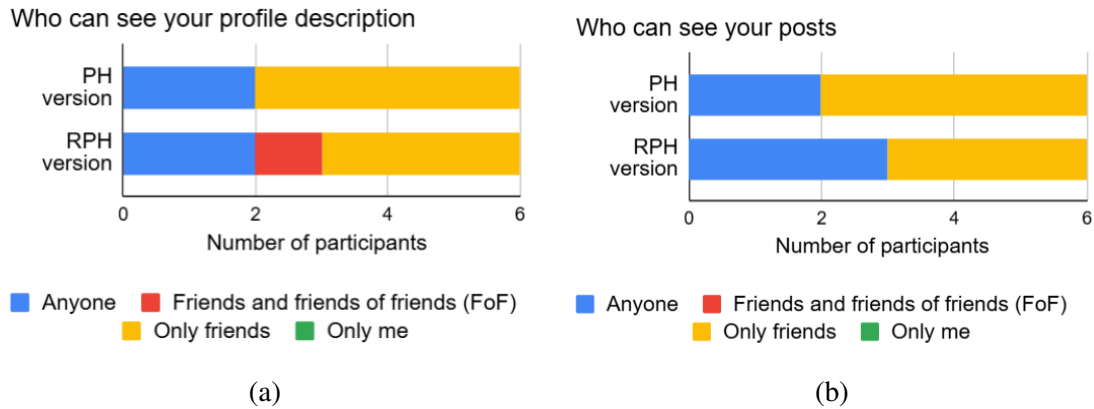 Who can see your profile description
PH
version
RPH
version
0 2 4 6
Number of participants
Anyone Friends and friends of friends (FoF)
Only friends Only me
(a)
Who can see your posts
PH
version
RPH
version
0 2 4 6
Number of participants
Anyone Friends and friends of friends (FoF)
Only friends Only me
(b)